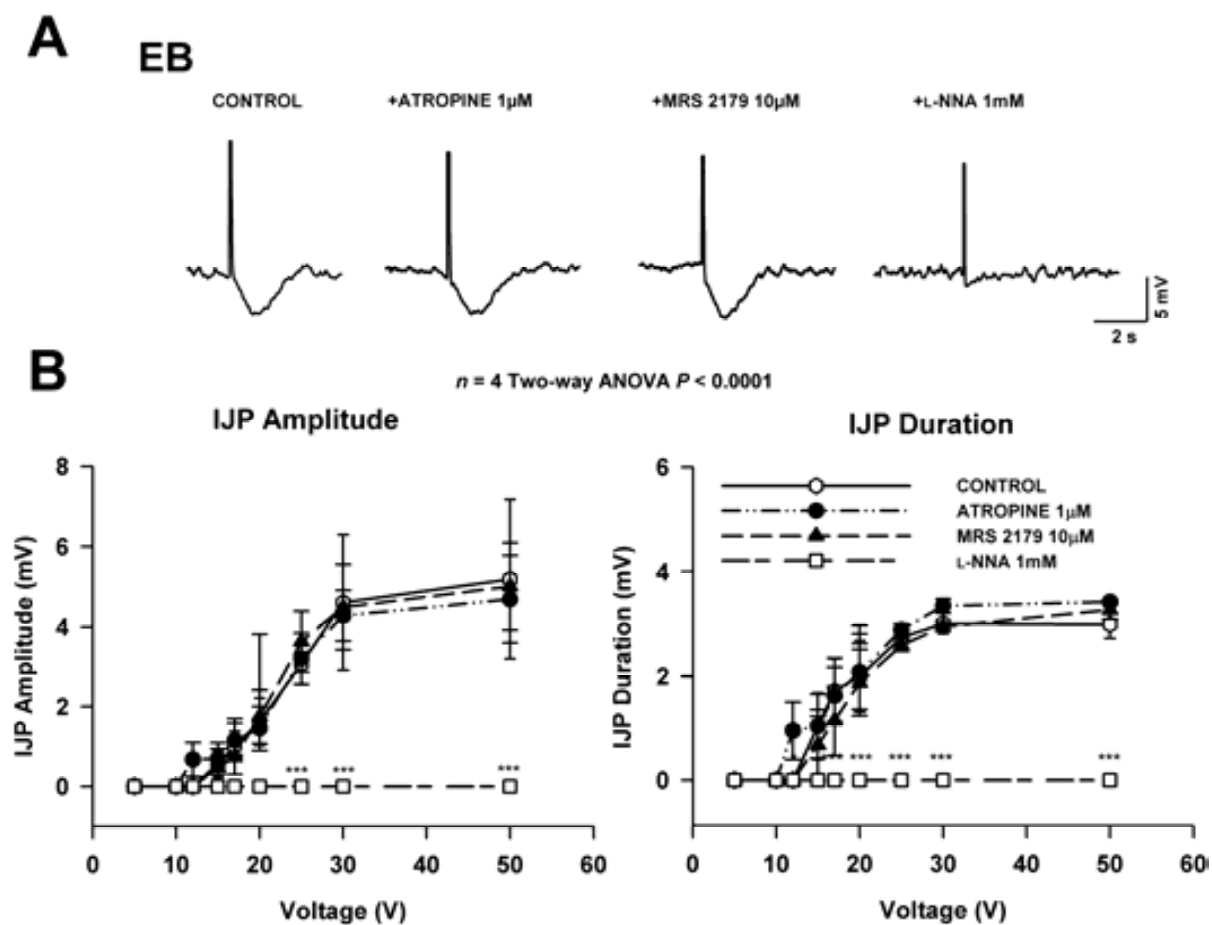 A
EB
CONTROL
+ATROPINE 1µM
+MRS 2179 10µM
+L-NNA 1mM
5 mV
2 s
B
n = 4 Two-way ANOVA P < 0.0001
IJP Amplitude
IJP Duration
8
6
4
2
0
IJP Amplitude (mV)
*** *** ***
0 10 20 30 40 50 60
Voltage (V)
6
4
2
0
IJP Duration (mV)
CONTROL
ATROPINE 1µM
MRS 2179 10µM
L-NNA 1mM
*** *** *** *** ***
0 10 20 30 40 50 60
Voltage (V)